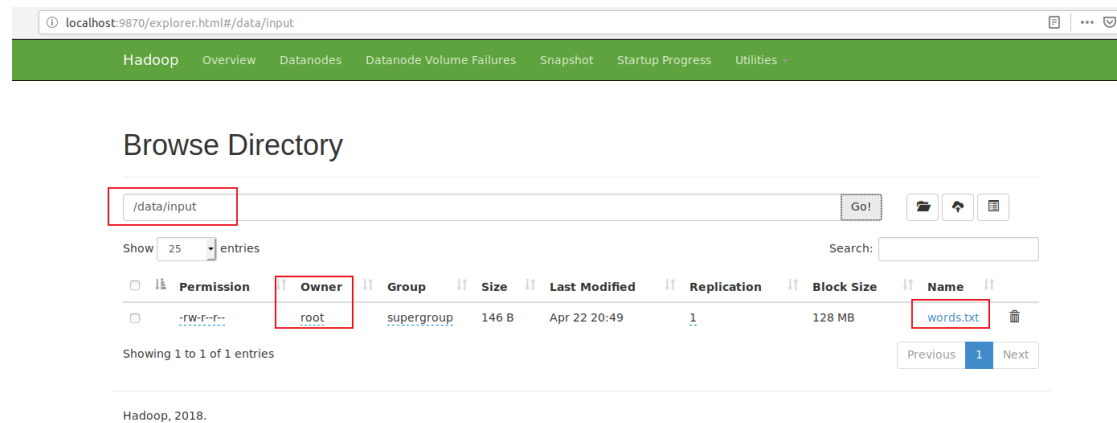 localhost:9870/explorer.html#/data/input
Hadoop Overview Datanodes Datanode Volume Failures Snapshot Startup Progress Utilities
Browse Directory
/data/input Go!
Show 25 entries Search:
Permission Owner Group Size Last Modified Replication Block Size Name
-rw-r--r-- root supergroup 146 B Apr 22 20:49 1 128 MB words.txt
Showing 1 to 1 of 1 entries Previous 1 Next
Hadoop, 2018.